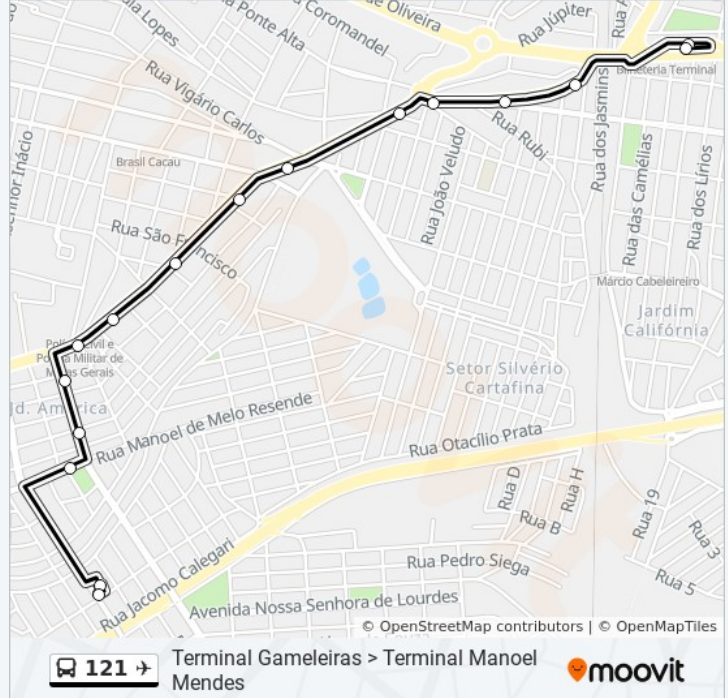 de Oliveira
Rua Júpiter
Lopes
Ponte Alta
Coromandel
Bilheteria Terminal
Rua Vigário Carlos
Rua Rubi
Rua dos Jasmins
Brasil Cacau
Rua João Veludo
Rua das Camélias
Rua dos Lírios
Rua São Francisco
Márcio Cabeleireiro
Jardim
Califórnia
Polícia Civil e
Polícia Militar de
Minas Gerais
Setor Silvério
Cartafina
Jd. América
Rua Manoel de Melo Resende
Rua Otacílio Prata
Rua D
Rua H
Rua 19
Rua 3
Rua B
Rua Jacomo Calegari
Rua Pedro Siega
Rua 5
Avenida Nossa Senhora de Lourdes
© OpenStreetMap contributors | © OpenMapTiles
121 Terminal Gameleiras > Terminal Manoel
Mendes
moovit